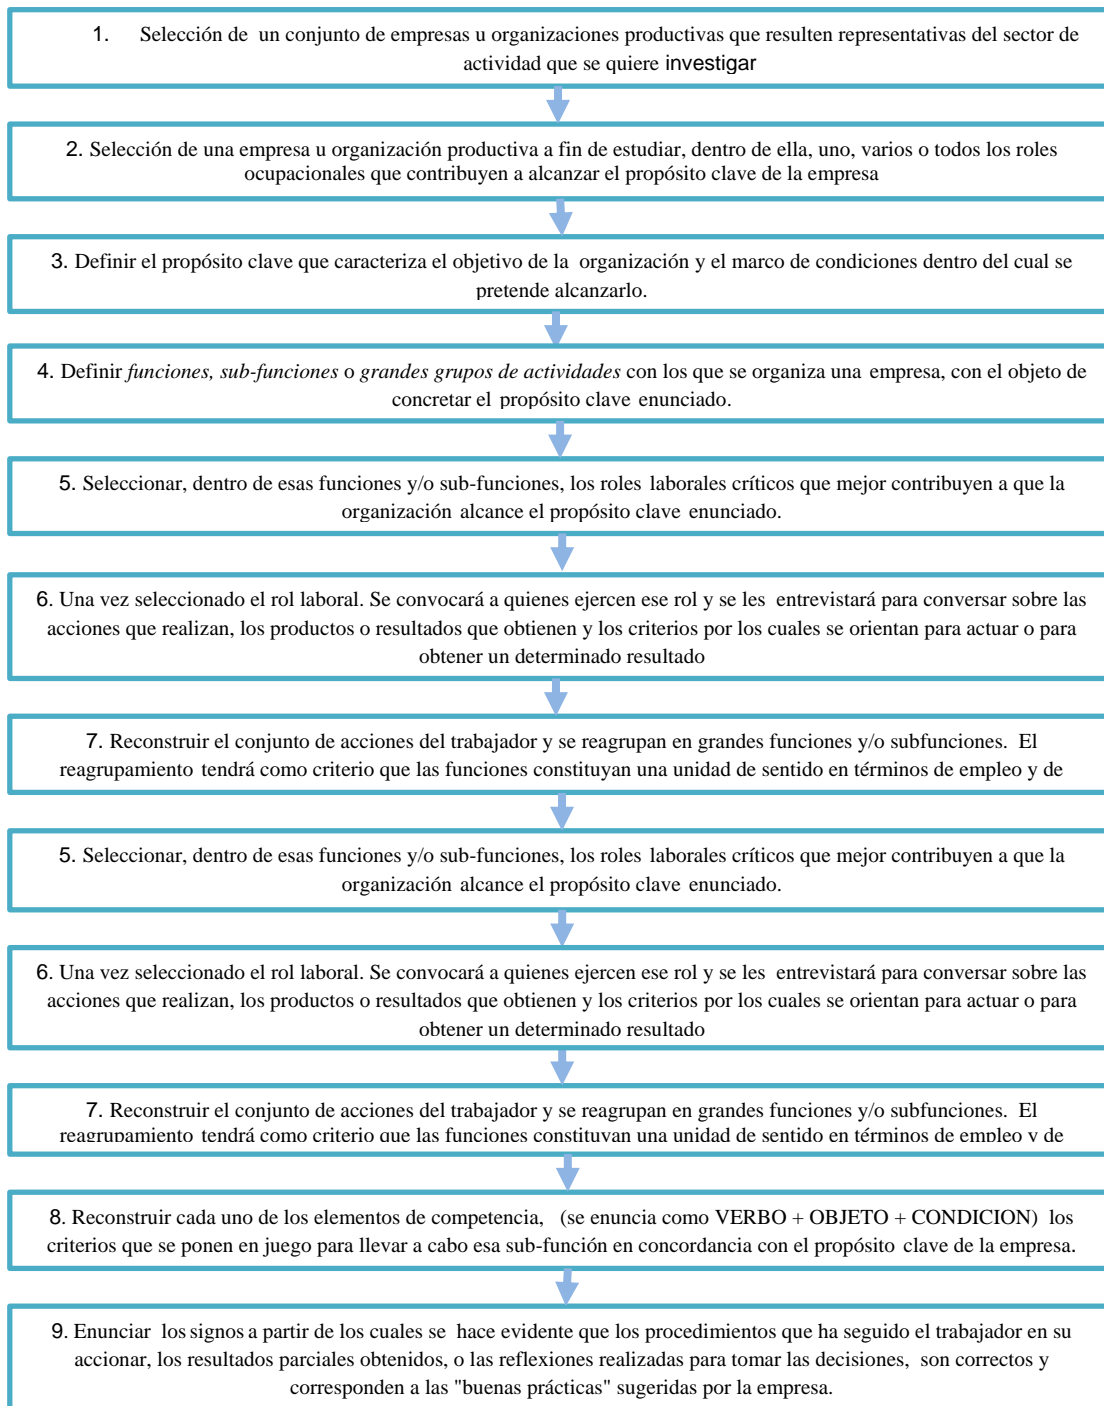 1. Selección de un conjunto de empresas u organizaciones productivas que resulten representativas del sector de
actividad que se quiere investigar
2. Selección de una empresa u organización productiva a fin de estudiar, dentro de ella, uno, varios o todos los roles
ocupacionales que contribuyen a alcanzar el propósito clave de la empresa
3. Definir el propósito clave que caracteriza el objetivo de la organización y el marco de condiciones dentro del cual se
pretende alcanzarlo.
4. Definir funciones, sub-funciones o grandes grupos de actividades con los que se organiza una empresa, con el objeto de
concretar el propósito clave enunciado.
5. Seleccionar, dentro de esas funciones y/o sub-funciones, los roles laborales críticos que mejor contribuyen a que la
organización alcance el propósito clave enunciado.
6. Una vez seleccionado el rol laboral. Se convocará a quienes ejercen ese rol y se les entrevistará para conversar sobre las
acciones que realizan, los productos o resultados que obtienen y los criterios por los cuales se orientan para actuar o para
obtener un determinado resultado
7. Reconstruir el conjunto de acciones del trabajador y se reagrupan en grandes funciones y/o subfunciones. El
reagrupamiento tendrá como criterio que las funciones constituyan una unidad de sentido en términos de empleo y de
5. Seleccionar, dentro de esas funciones y/o sub-funciones, los roles laborales críticos que mejor contribuyen a que la
organización alcance el propósito clave enunciado.
6. Una vez seleccionado el rol laboral. Se convocará a quienes ejercen ese rol y se les entrevistará para conversar sobre las
acciones que realizan, los productos o resultados que obtienen y los criterios por los cuales se orientan para actuar o para
obtener un determinado resultado
7. Reconstruir el conjunto de acciones del trabajador y se reagrupan en grandes funciones y/o subfunciones. El
reagrupamiento tendrá como criterio que las funciones constituyan una unidad de sentido en términos de empleo y de
8. Reconstruir cada uno de los elementos de competencia, (se enuncia como VERBO + OBJETO + CONDICION) los
criterios que se ponen en juego para llevar a cabo esa sub-función en concordancia con el propósito clave de la empresa.
9. Enunciar los signos a partir de los cuales se hace evidente que los procedimientos que ha seguido el trabajador en su
accionar, los resultados parciales obtenidos, o las reflexiones realizadas para tomar las decisiones, son correctos y
corresponden a las "buenas prácticas" sugeridas por la empresa.